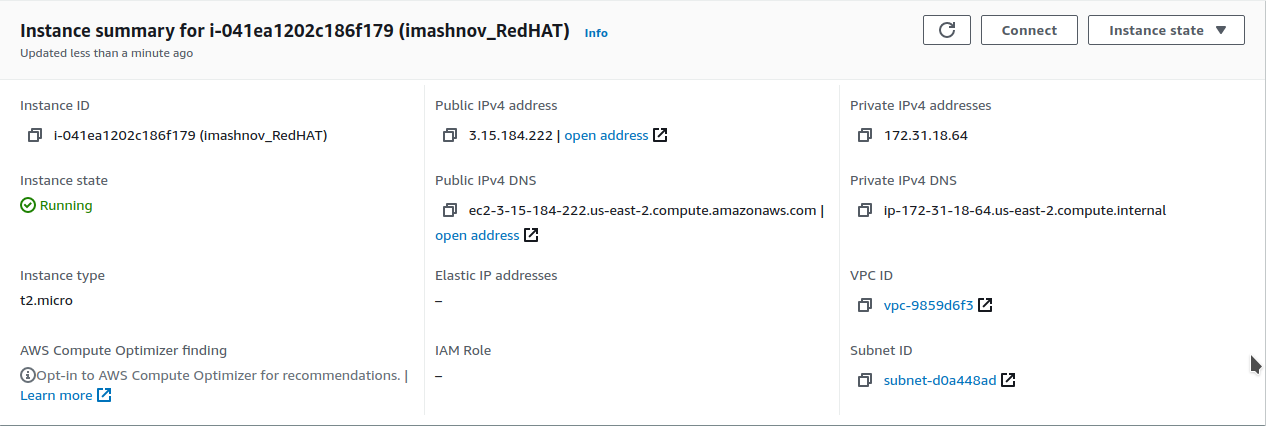 Instance summary for i-041ea1202c186f179 (imashnov_RedHAT) Info
Updated less than a minute ago
Connect
Instance state
Instance ID
i-041ea1202c186f179 (imashnov_RedHAT)
Public IPv4 address
3.15.184.222 | open address
Private IPv4 addresses
172.31.18.64
Instance state
Running
Public IPv4 DNS
ec2-3-15-184-222.us-east-2.compute.amazonaws.com |
open address
Private IPv4 DNS
ip-172-31-18-64.us-east-2.compute.internal
Instance type
t2.micro
Elastic IP addresses
–
VPC ID
vpc-9859d6f3
AWS Compute Optimizer finding
Opt-in to AWS Compute Optimizer for recommendations. |
Learn more
IAM Role
–
Subnet ID
subnet-d0a448ad